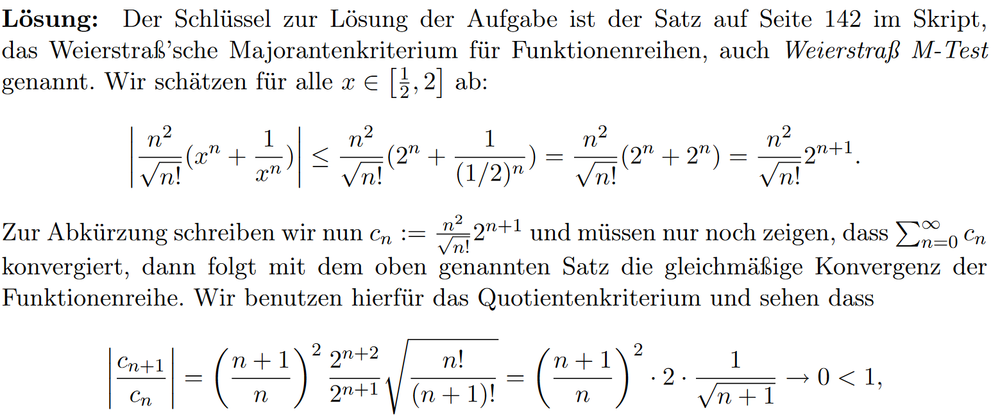 Lösung: Der Schlüssel zur Lösung der Aufgabe ist der Satz auf Seite 142 im Skript,
das Weierstraß'sche Majorantenkriterium für Funktionenreihen, auch Weierstraß M-Test
genannt. Wir schätzen für alle $x \in \left[\frac{1}{2}, 2\right]$ ab:
$$\left|\frac{n^2}{\sqrt{n!}}(x^n + \frac{1}{x^n})\right| \leq \frac{n^2}{\sqrt{n!}}(2^n + \frac{1}{(1/2)^n}) = \frac{n^2}{\sqrt{n!}}(2^n + 2^n) = \frac{n^2}{\sqrt{n!}}2^{n+1}.$$
Zur Abkürzung schreiben wir nun $c_n := \frac{n^2}{\sqrt{n!}}2^{n+1}$ und müssen nur noch zeigen, dass $\sum_{n=0}^{\infty} c_n$
konvergiert, dann folgt mit dem oben genannten Satz die gleichmäßige Konvergenz der
Funktionenreihe. Wir benutzen hierfür das Quotientenkriterium und sehen dass
$$\left|\frac{c_{n+1}}{c_n}\right| = \left(\frac{n+1}{n}\right)^2 \frac{2^{n+2}}{2^{n+1}} \sqrt{\frac{n!}{(n+1)!}} = \left(\frac{n+1}{n}\right)^2 \cdot 2 \cdot \frac{1}{\sqrt{n+1}} \to 0 < 1,$$